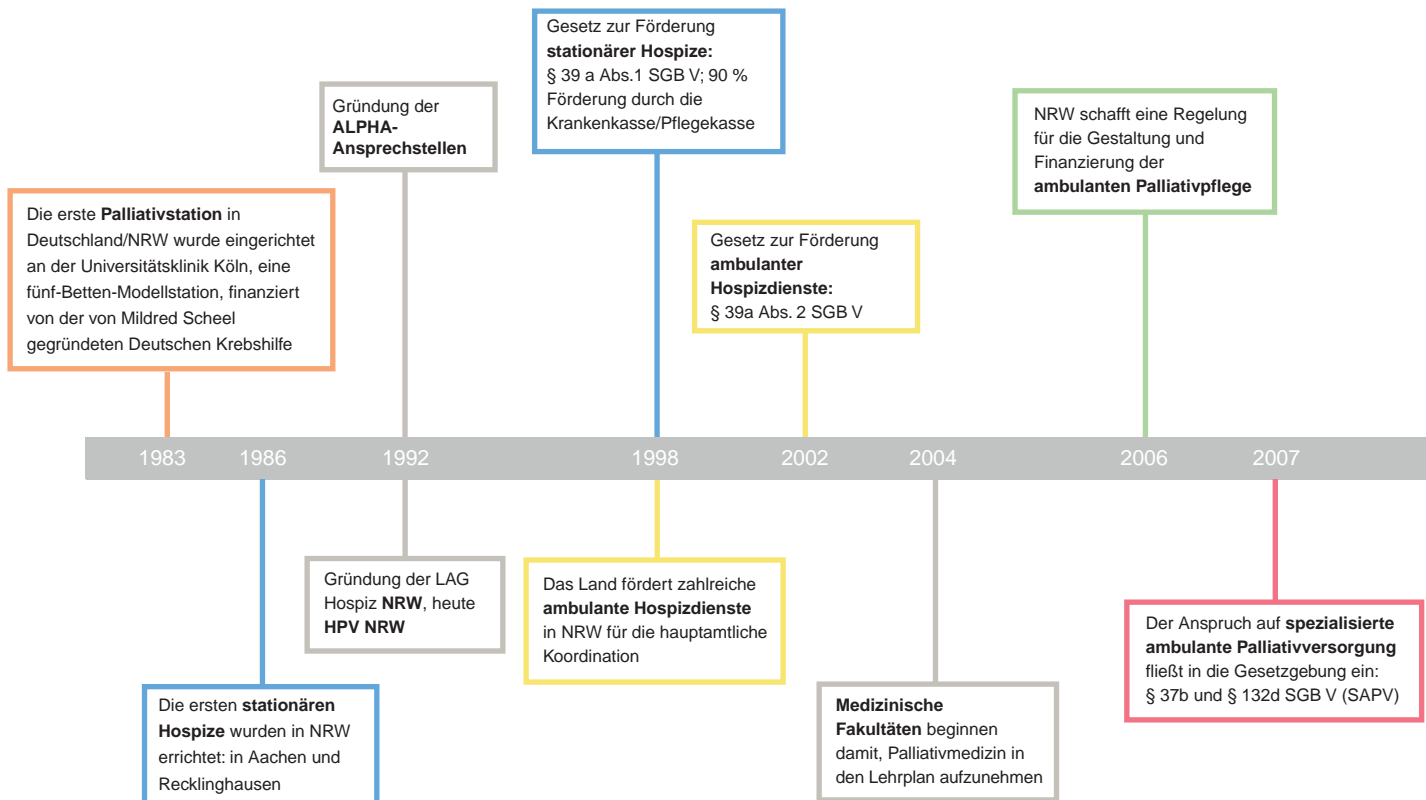 Gesetz zur Förderung
stationärer Hospize:
§ 39 a Abs.1 SGB V; 90 %
Förderung durch die
Krankenkasse/Pflegekasse
Gründung der
ALPHA-
Ansprechstellen
NRW schafft eine Regelung
für die Gestaltung und
Finanzierung der
ambulanten Palliativpflege
Die erste Palliativstation in
Deutschland/NRW wurde eingerichtet
an der Universitätsklinik Köln, eine
fünf-Betten-Modellstation, finanziert
von der von Mildred Scheel
gegründeten Deutschen Krebshilfe
Gesetz zur Förderung
ambulanter
Hospizdienste:
§ 39a Abs. 2 SGB V
1983 1986 1992 1998 2002 2004 2006 2007
Gründung der LAG
Hospiz NRW, heute
HPV NRW
Das Land fördert zahlreiche
ambulante Hospizdienste
in NRW für die hauptamtliche
Koordination
Die ersten stationären
Hospize wurden in NRW
errichtet: in Aachen und
Recklinghausen
Medizinische
Fakultäten beginnen
damit, Palliativmedizin in
den Lehrplan aufzunehmen
Der Anspruch auf spezialisierte
ambulante Palliativversorgung
fließt in die Gesetzgebung ein:
§ 37b und § 132d SGB V (SAPV)